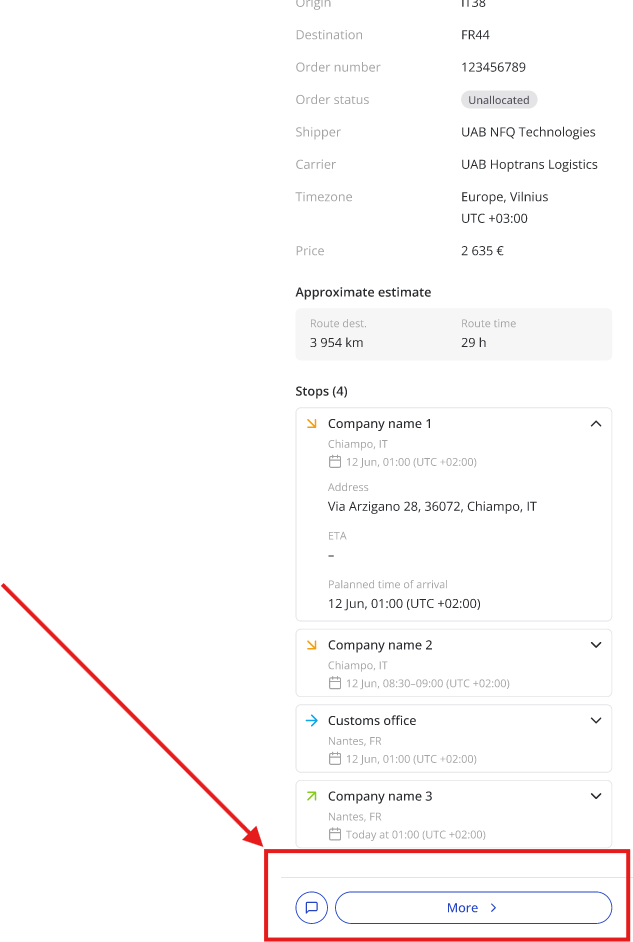 Origin IT38
Destination FR44
Order number 123456789
Order status Unallocated
Shipper UAB NFQ Technologies
Carrier UAB Hoptrans Logistics
Timezone Europe, Vilnius
UTC +03:00
Price 2 635 €
Approximate estimate
Route dest. Route time
3 954 km 29 h
Stops (4)
Company name 1
Chiampo, IT
12 Jun, 01:00 (UTC +02:00)
Address
Via Arzigano 28, 36072, Chiampo, IT
ETA
–
Palanned time of arrival
12 Jun, 01:00 (UTC +02:00)
Company name 2
Chiampo, IT
12 Jun, 08:30–09:00 (UTC +02:00)
Customs office
Nantes, FR
12 Jun, 01:00 (UTC +02:00)
Company name 3
Nantes, FR
Today at 01:00 (UTC +02:00)
More